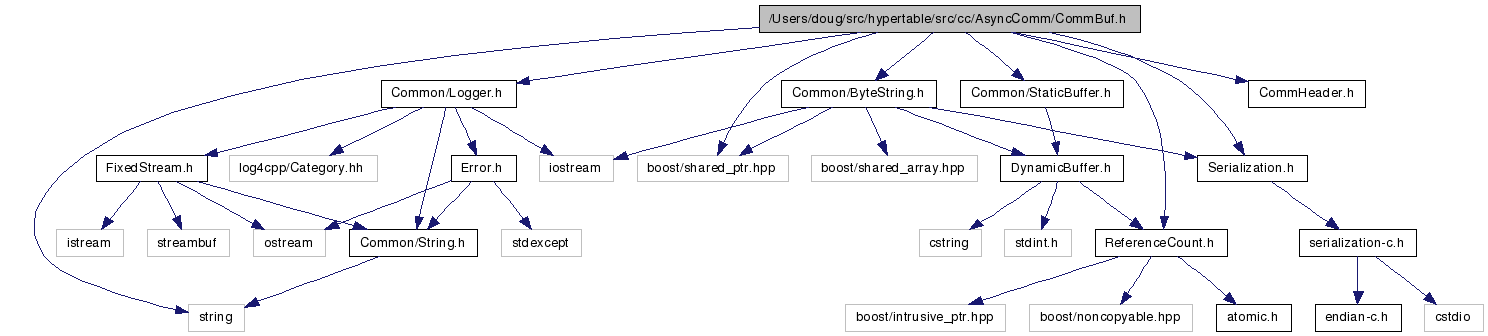 /Users/doug/src/hypertable/src/cc/AsyncComm/CommBuf.h
Common/Logger.h
Common/ByteString.h
Common/StaticBuffer.h
CommHeader.h
FixedStream.h
log4cpp/Category.hh
Error.h
iostream
boost/shared_ptr.hpp
boost/shared_array.hpp
DynamicBuffer.h
Serialization.h
istream
streambuf
ostream
Common/String.h
stdexcept
cstring
stdint.h
ReferenceCount.h
serialization-c.h
string
boost/intrusive_ptr.hpp
boost/noncopyable.hpp
atomic.h
endian-c.h
cstdio